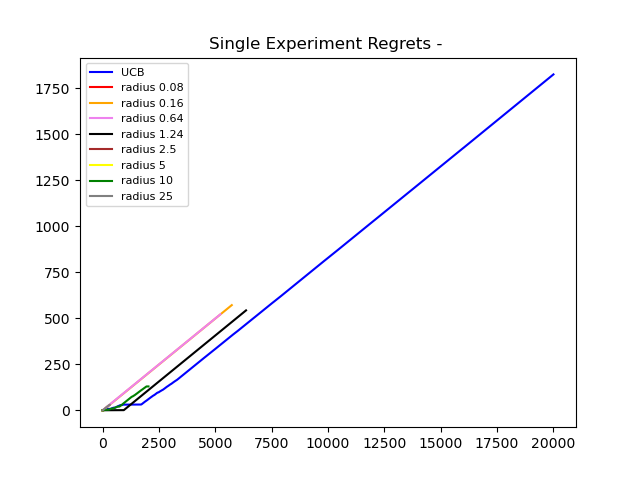 Single Experiment Regrets -
UCB
radius 0.08
radius 0.16
radius 0.64
radius 1.24
radius 2.5
radius 5
radius 10
radius 25
1750
1500
1250
1000
750
500
250
0
0 2500 5000 7500 10000 12500 15000 17500 20000